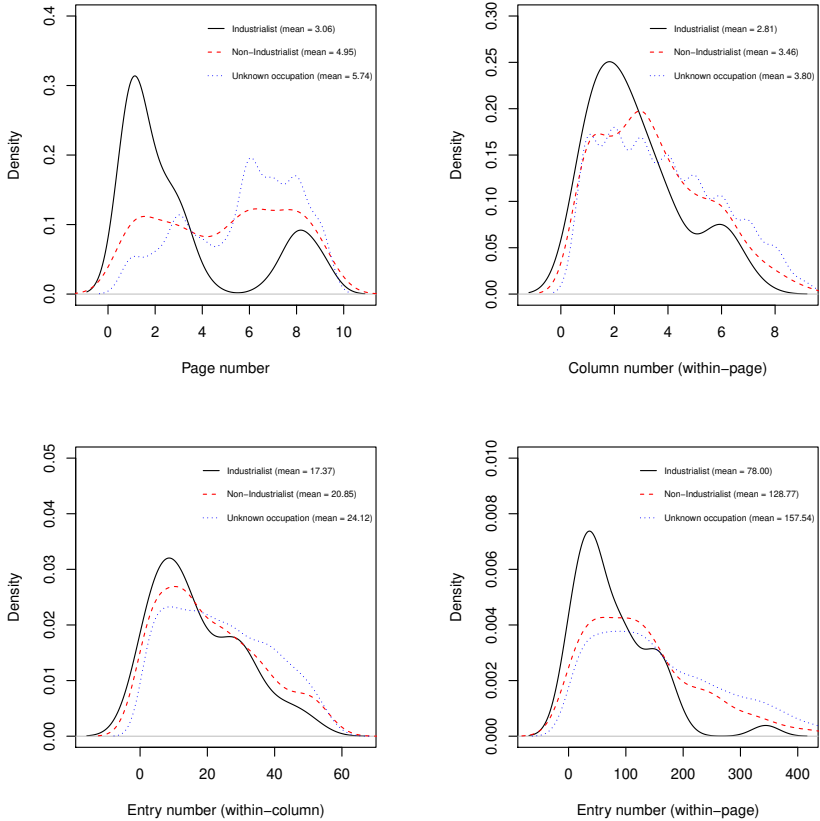 0.4
0.3
0.2
0.1
0.0
Density
Industrialist (mean = 3.06)
Non−Industrialist (mean = 4.95)
Unknown occupation (mean = 5.74)
0 2 4 6 8 10
Page number
0.30
0.25
0.20
0.15
0.10
0.05
0.00
Density
Industrialist (mean = 2.81)
Non−Industrialist (mean = 3.46)
Unknown occupation (mean = 3.80)
0 2 4 6 8
Column number (within−page)
0.05
0.04
0.03
0.02
0.01
0.00
Density
Industrialist (mean = 17.37)
Non−Industrialist (mean = 20.85)
Unknown occupation (mean = 24.12)
0 20 40 60
Entry number (within−column)
0.010
0.008
0.006
0.004
0.002
0.000
Density
Industrialist (mean = 78.00)
Non−Industrialist (mean = 128.77)
Unknown occupation (mean = 157.54)
0 100 200 300 400
Entry number (within−page)